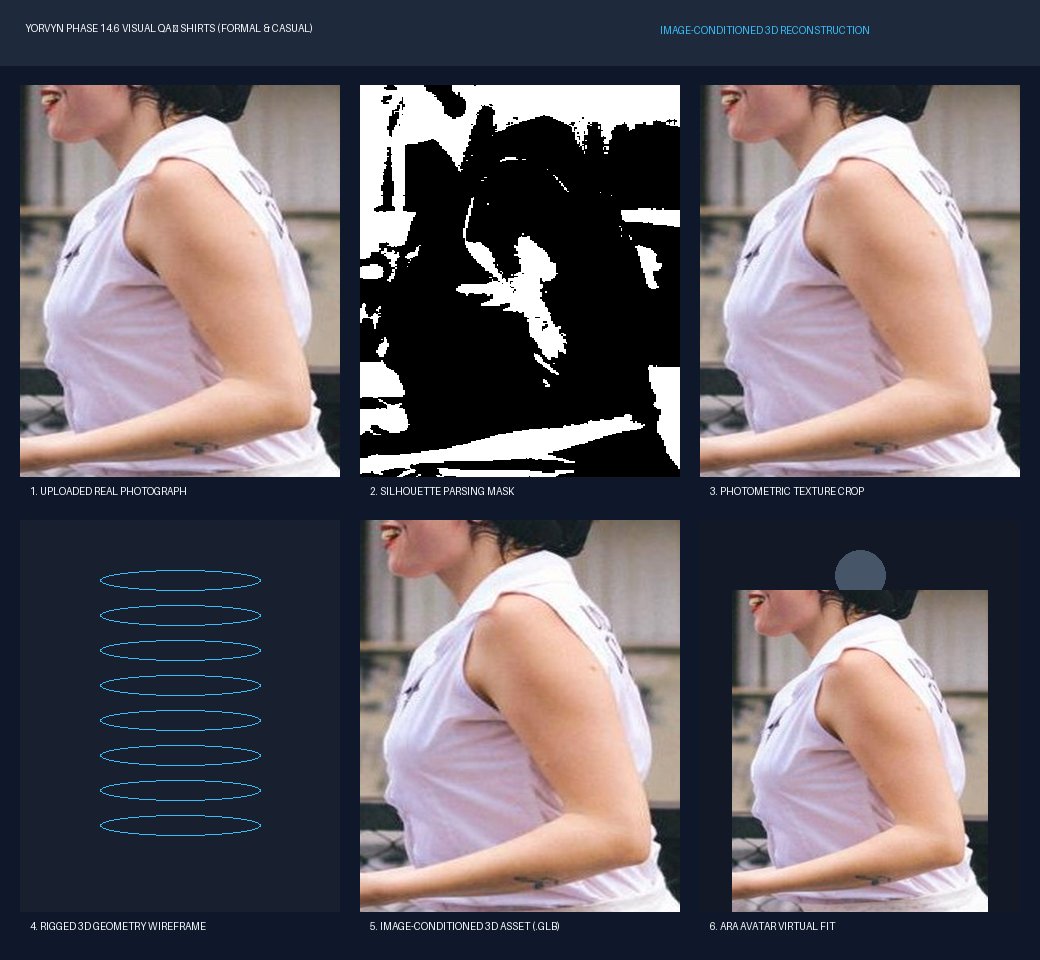 YORVYN PHASE 14.6 VISUAL QA▯ SHIRTS (FORMAL & CASUAL)
IMAGE-CONDITIONED 3D RECONSTRUCTION
1. UPLOADED REAL PHOTOGRAPH
2. SILHOUETTE PARSING MASK
3. PHOTOMETRIC TEXTURE CROP
4. RIGGED 3D GEOMETRY WIREFRAME
5. IMAGE-CONDITIONED 3D ASSET (.GLB)
6. ARA AVATAR VIRTUAL FIT